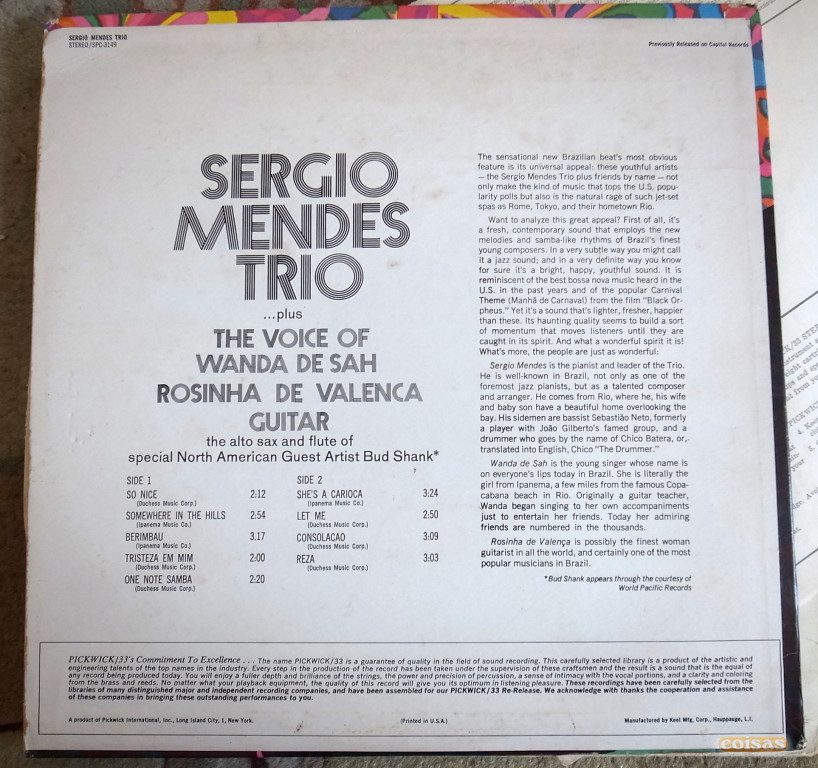 SERGIO MENDES TRIO
STEREO/SPC-3149
Previously Released on Capitol Records
SERGIO
MENDES
TRIO
...plus
THE VOICE OF
WANDA DE SAH
ROSINHA DE VALENCA
GUITAR
the alto sax and flute of
special North American Guest Artist Bud Shank*
SIDE 1
SO NICE 2:12
(Duchess Music Corp.)
SOMEWHERE IN THE HILLS 2:54
(Ipanema Music Co.)
BERIMBAU 3.17
(Ipanema Music Co.)
TRISTEZA EM MIM 2:00
(Duchess Music Corp.)
ONE NOTE SAMBA 2:20
(Duchess Music Corp.)
SIDE 2
SHE'S A CARIOCA 3:24
(Ipanema Music Co.)
LET ME 2:50
(Duchess Music Corp.)
CONSOLACAO 3:09
(Duchess Music Corp.)
REZA 3:03
(Duchess Music Corp.)
The sensational new Brazilian beat's most obvious
feature is its universal appeal: these youthful artists
— the Sergio Mendes Trio plus friends by name — not
only make the kind of music that tops the U.S. popu-
larity polls but also is the natural rage of such jet-set
spas as Rome, Tokyo, and their hometown Rio.
Want to analyze this great appeal? First of all, it's
a fresh, contemporary sound that employs the new
melodies and samba-like rhythms of Brazil's finest
young composers. In a very subtle way you might call
it a jazz sound; and in a very definite way you know
for sure it's a bright, happy, youthful sound. It is
reminiscent of the best bossa nova music heard in the
U.S. in the past years and of the popular Carnival
Theme (Manhã de Carnaval) from the film "Black Or-
pheus." Yet it's a sound that's lighter, fresher, happier
than these. Its haunting quality seems to build a sort
of momentum that moves listeners until they are
caught in its spirit. And what a wonderful spirit it is!
What's more, the people are just as wonderful:
Sergio Mendes is the pianist and leader of the Trio.
He is well-known in Brazil, not only as one of the
foremost jazz pianists, but as a talented composer
and arranger. He comes from Rio, where he, his wife
and baby son have a beautiful home overlooking the
bay. His sidemen are bassist Sebastião Neto, formerly
a player with João Gilberto's famed group, and a
drummer who goes by the name of Chico Batera, or,
translated into English, Chico "The Drummer."
Wanda de Sah is the young singer whose name is
on everyone's lips today in Brazil. She is literally the
girl from Ipanema, a few miles from the famous Copa-
cabana beach in Rio. Originally a guitar teacher,
Wanda began singing to her own accompaniments
just to entertain her friends. Today her admiring
friends are numbered in the thousands.
Rosinha de Valença is possibly the finest woman
guitarist in all the world, and certainly one of the most
popular musicians in Brazil.
*Bud Shank appears through the courtesy of
World Pacific Records
PICKWICK/33's Commitment To Excellence . . . The name PICKWICK/33 is a guarantee of quality in the field of sound recording. This carefully selected library is a product of the artistic and
engineering talents of the top names in the industry. Every step in the production of the record has been taken under the supervision of these craftsmen and the result is a sound that is the equal of
any record being produced today. You will enjoy a fuller depth and brilliance of the strings, the power and precision of percussion, a sense of intimacy with the vocal portions, and a clarity and coloring
from the brass and reeds. No matter what your playback equipment, the quality of this record will give you its optimum in listening pleasure. These recordings have been carefully selected from the
libraries of many distinguished major and independent recording companies, and have been assembled for our PICKWICK/33 Re-Release. We acknowledge with thanks the cooperation and assistance
of these companies in bringing these outstanding performances to you.
A product of Pickwick International, Inc., Long Island City, 1, New York.
(Printed in U.S.A.)
Manufactured by Keel Mfg. Corp., Hauppauge, L.I.
coisas